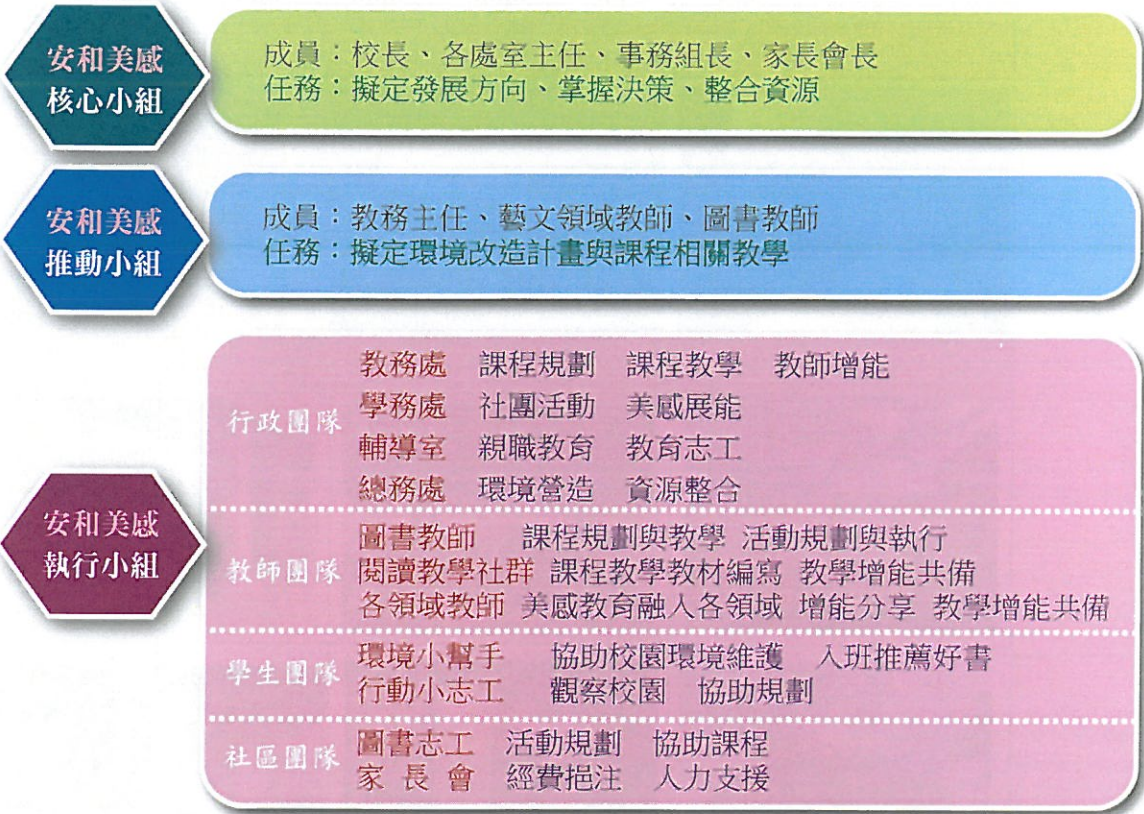 安和美感
核心小組
成員：校長、各處室主任、事務組長、家長會長
任務：擬定發展方向、掌握決策、整合資源
安和美感
推動小組
成員：教務主任、藝文領域教師、圖書教師
任務：擬定環境改造計畫與課程相關教學
安和美感
執行小組
行政團隊
教務處 課程規劃 課程教學 教師增能
學務處 社團活動 美感展能
輔導室 親職教育 教育志工
總務處 環境營造 資源整合
教師團隊
圖書教師 課程規劃與教學 活動規劃與執行
閱讀教學社群 課程教學教材編寫 教學增能共備
各領域教師 美感教育融入各領域 增能分享 教學增能共備
學生團隊
環境小幫手 協助校園環境維護 入班推薦好書
行動小志工 觀察校園 協助規劃
社區團隊
圖書志工 活動規劃 協助課程
家長會 經費挹注 人力支援